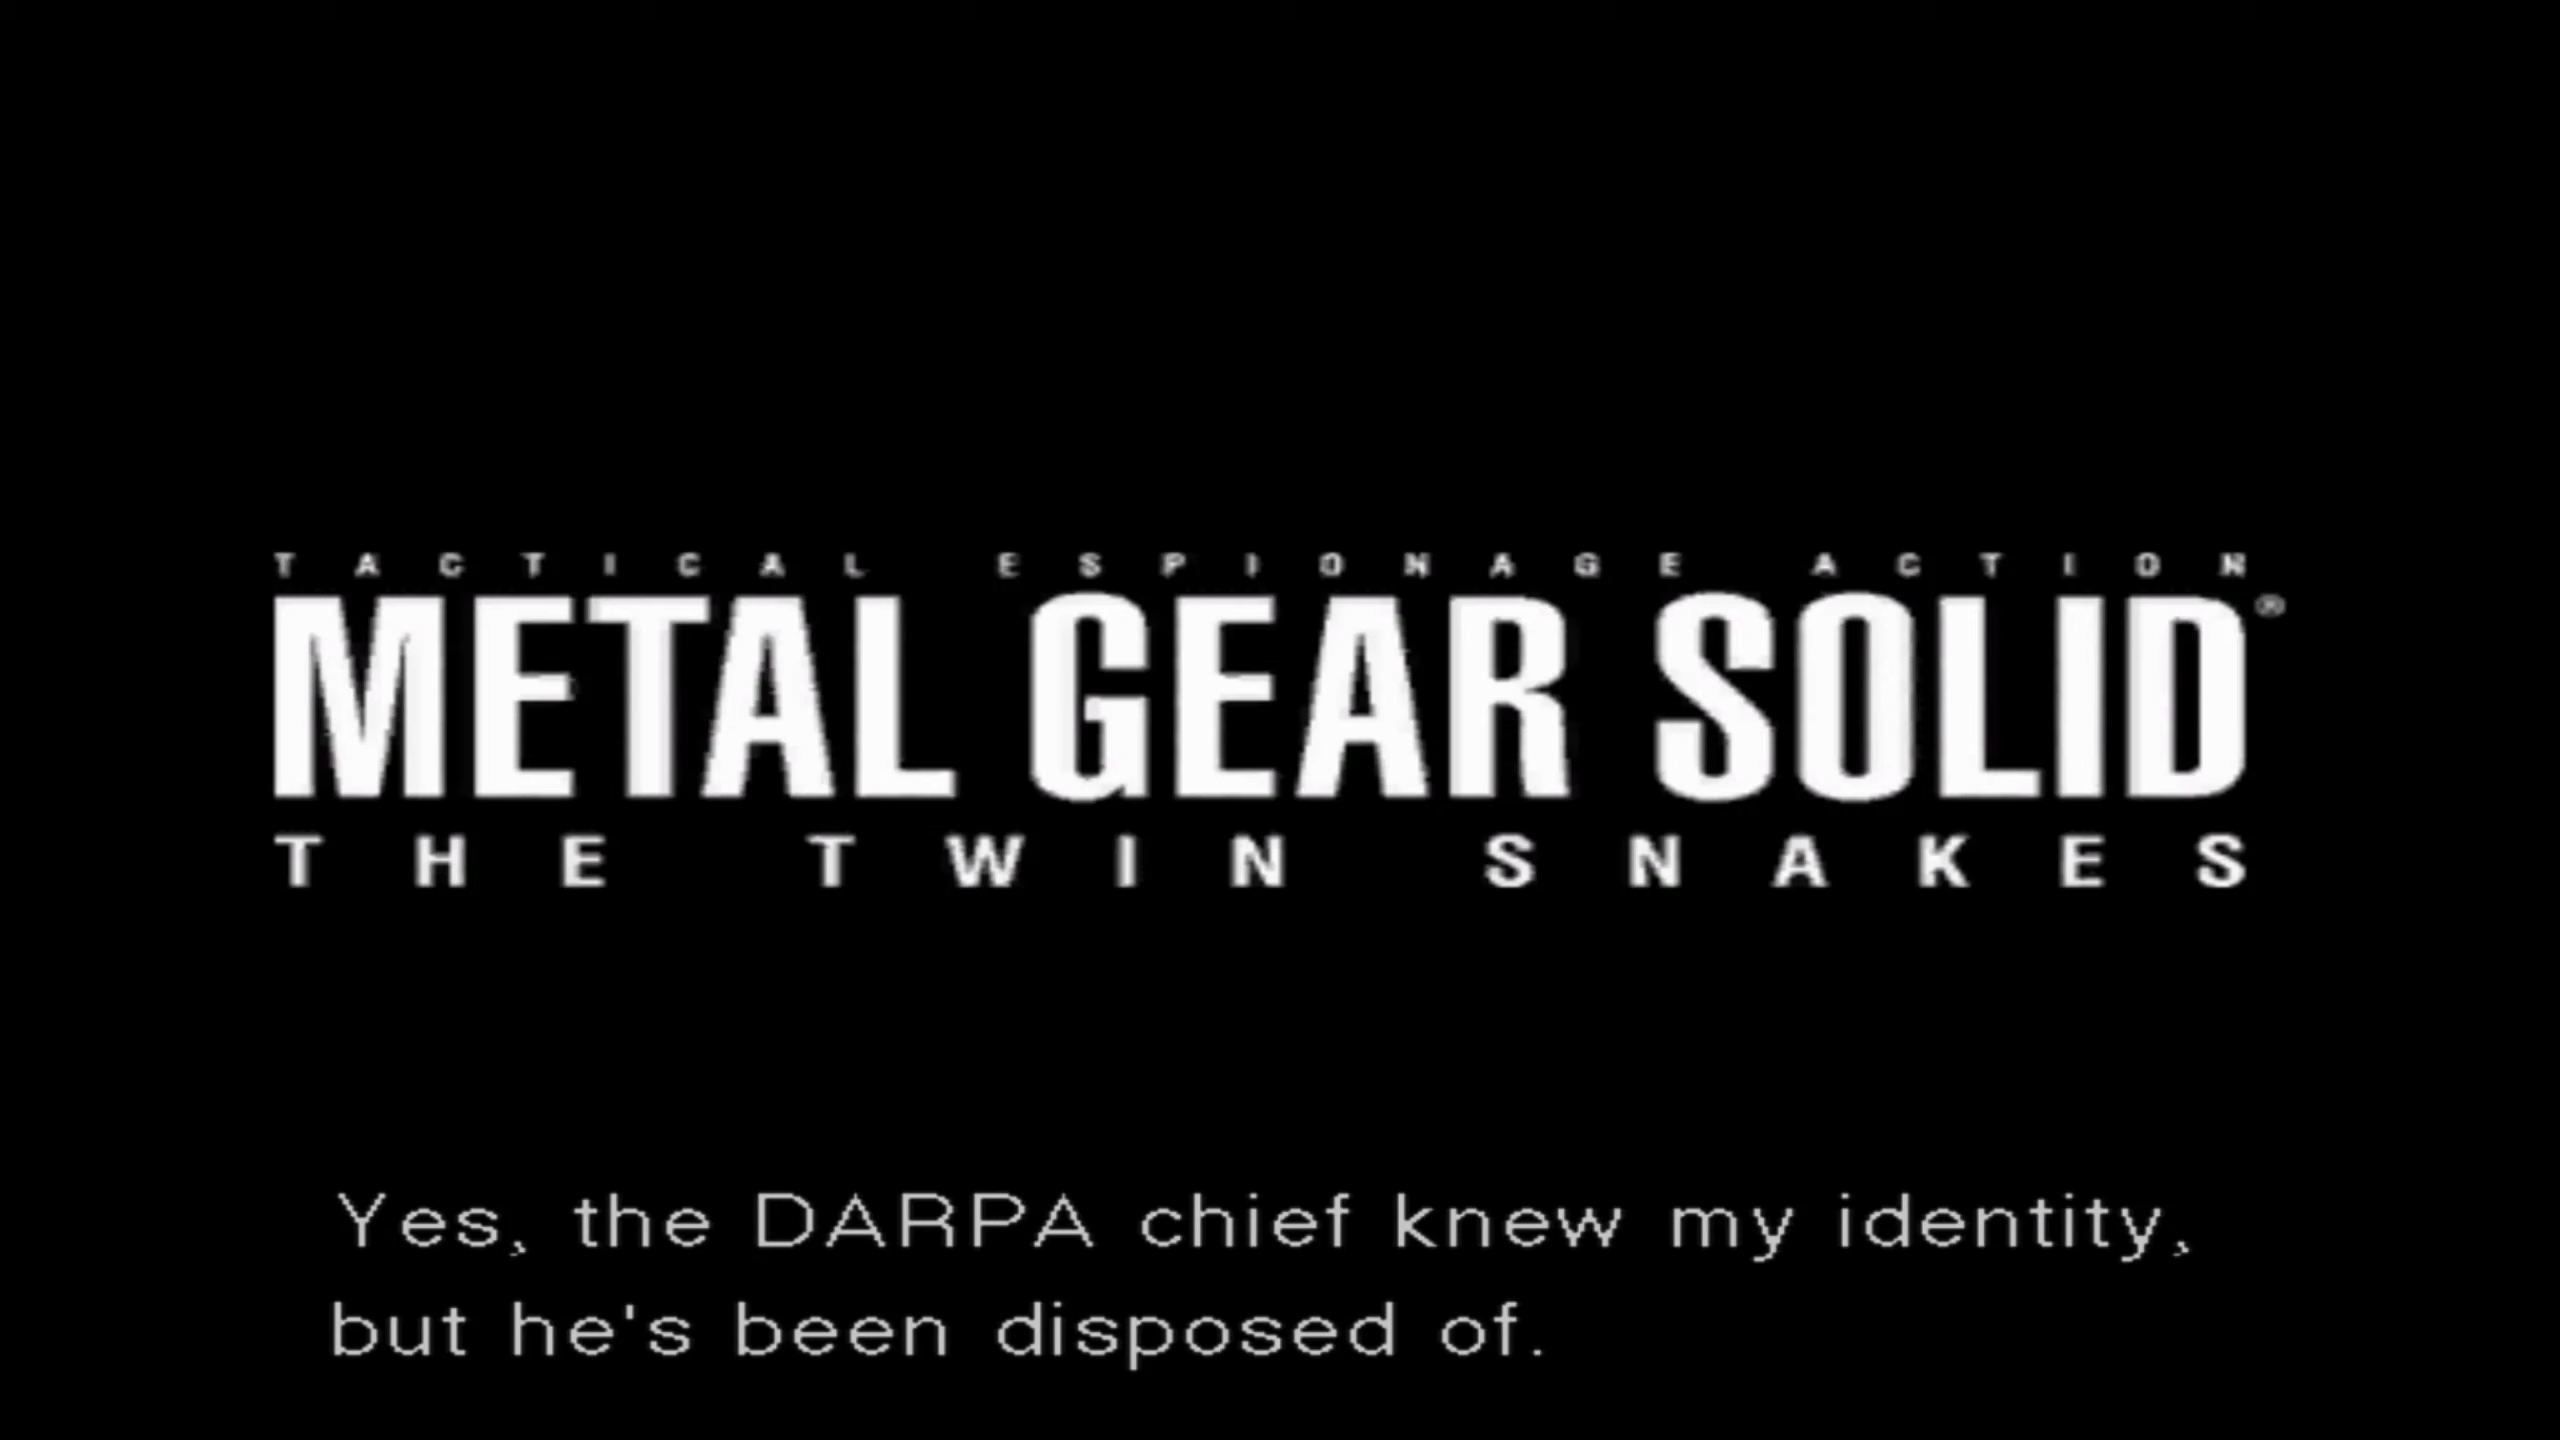 TACTICAL ESPIONAGE ACTION
METAL GEAR SOLID®
THE TWIN SNAKES
Yes, the DARPA chief knew my identity,
but he's been disposed of.